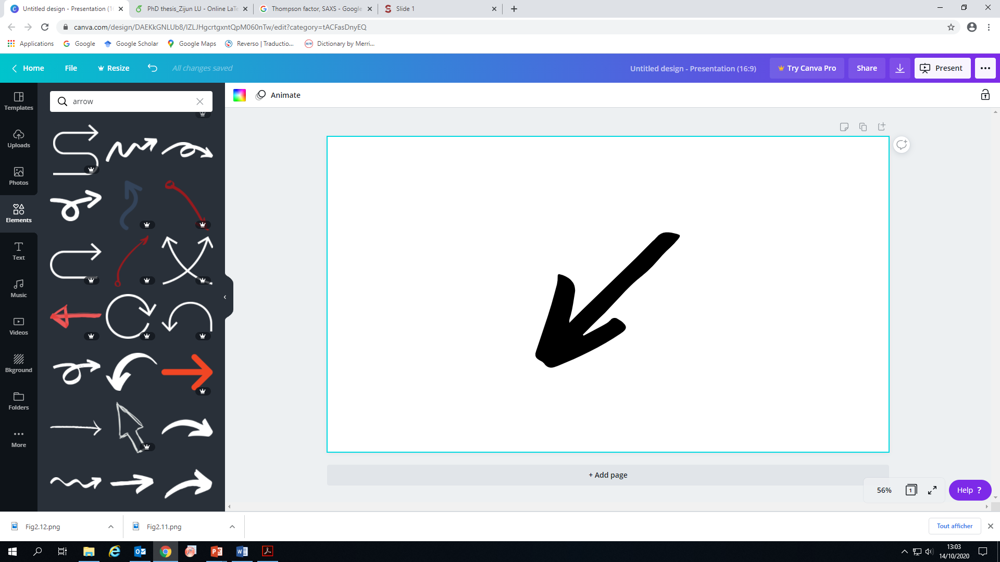 Untitled design - Presentation (1
PhD thesis_Zijun LU - Online LaTe
Thompson factor, SAXS - Google
Slide 1
canva.com/design/DAEKkGNLUb8/IZLJHgcrtgxntQpM060nTw/edit?category=tACFasDnyEQ
Applications
Google
Google Scholar
Google Maps
Reverso | Traductio...
M-W
Dictionary by Merri...
Home
File
Resize
All changes saved
Untitled design - Presentation (16:9)
Try Canva Pro
Share
Present
Templates
arrow
Animate
Uploads
Photos
Elements
Text
Music
Videos
Bkground
Folders
More
+ Add page
56%
1
Help ?
Fig2.12.png
Fig2.11.png
Tout afficher
13:03
14/10/2020